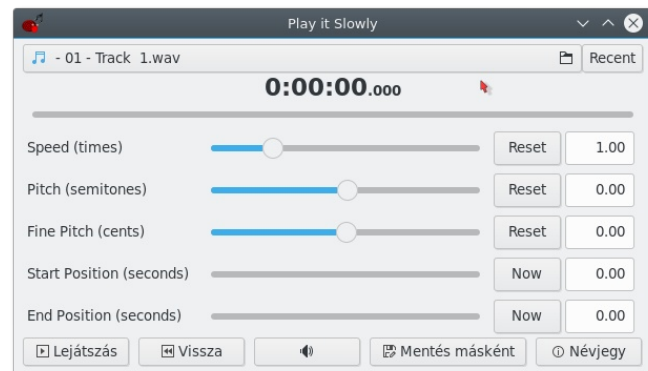 Play it Slowly
- 01 - Track 1.wav Recent
0:00:00.000
Speed (times) Reset 1.00
Pitch (semitones) Reset 0.00
Fine Pitch (cents) Reset 0.00
Start Position (seconds) Now 0.00
End Position (seconds) Now 0.00
Lejátszás Vissza Mentés másként Névjegy